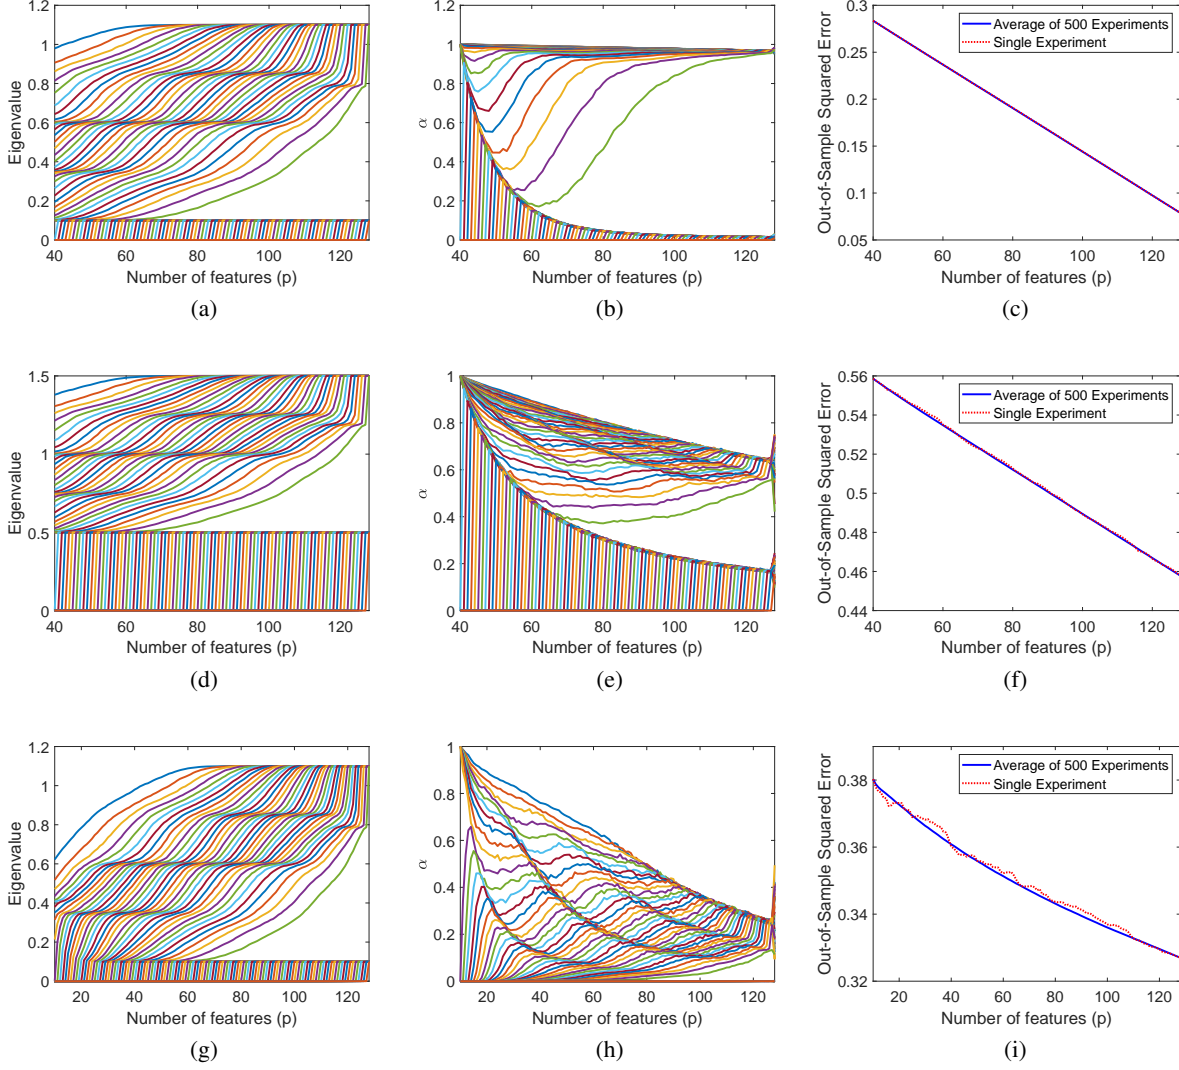 1.2
1
0.8
0.6
0.4
0.2
0
40 60 80 100 120
Eigenvalue
Number of features (p)
(a)
1.2
1
0.8
0.6
0.4
0.2
0
40 60 80 100 120
α
Number of features (p)
(b)
0.3
0.25
0.2
0.15
0.1
0.05
40 60 80 100 120
Out-of-Sample Squared Error
Number of features (p)
Average of 500 Experiments
Single Experiment
(c)
1.5
1
0.5
0
40 60 80 100 120
Eigenvalue
Number of features (p)
(d)
1
0.8
0.6
0.4
0.2
0
40 60 80 100 120
α
Number of features (p)
(e)
0.56
0.54
0.52
0.5
0.48
0.46
0.44
40 60 80 100 120
Out-of-Sample Squared Error
Number of features (p)
Average of 500 Experiments
Single Experiment
(f)
1.2
1
0.8
0.6
0.4
0.2
0
20 40 60 80 100 120
Eigenvalue
Number of features (p)
(g)
1
0.8
0.6
0.4
0.2
0
20 40 60 80 100 120
α
Number of features (p)
(h)
0.38
0.36
0.34
0.32
20 40 60 80 100 120
Out-of-Sample Squared Error
Number of features (p)
Average of 500 Experiments
Single Experiment
(i)